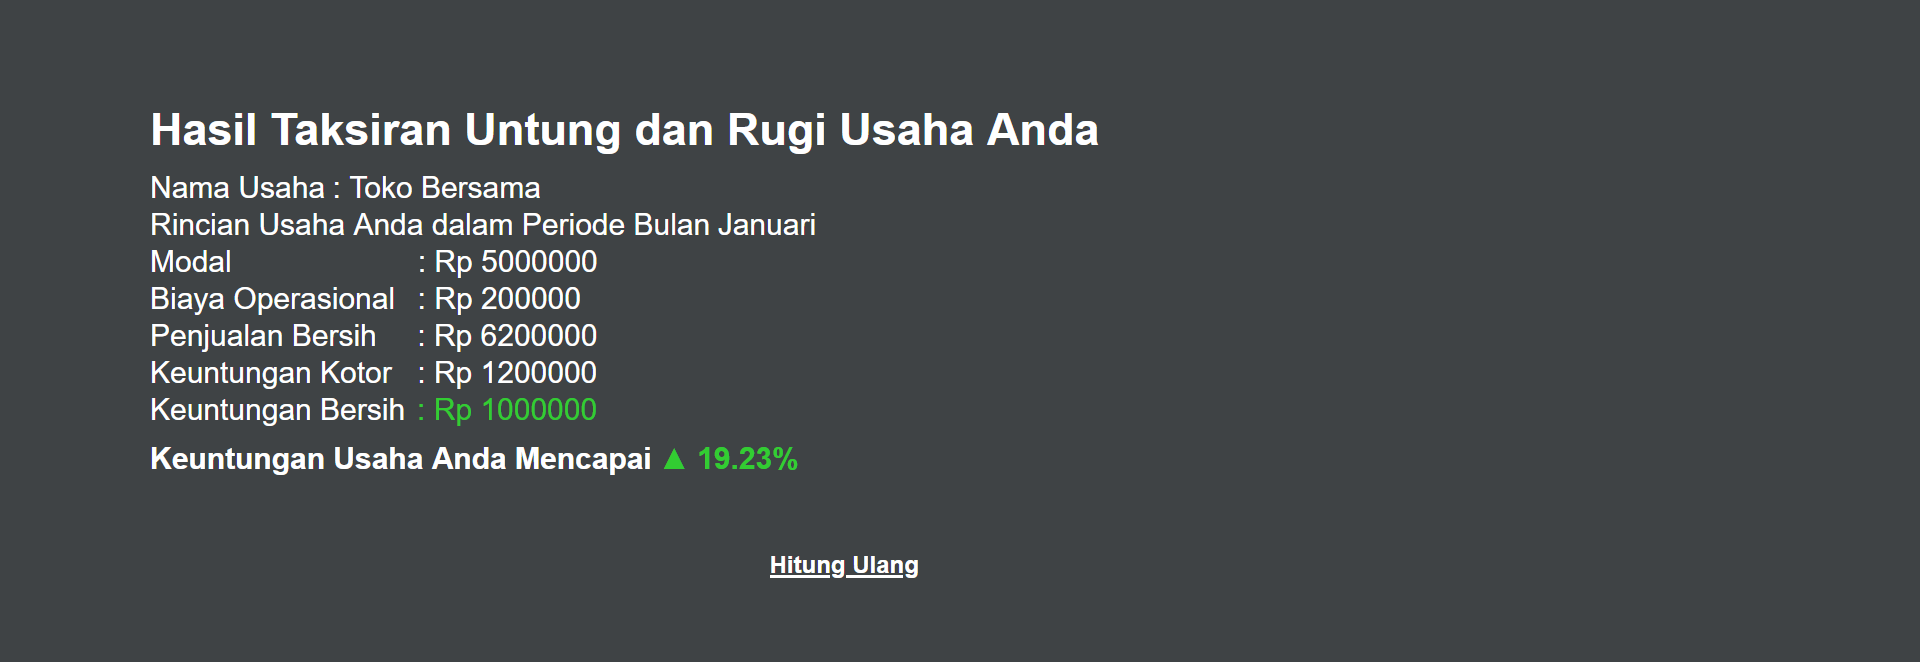 Hasil Taksiran Untung dan Rugi Usaha Anda
Nama Usaha : Toko Bersama
Rincian Usaha Anda dalam Periode Bulan Januari
Modal : Rp 5000000
Biaya Operasional : Rp 200000
Penjualan Bersih : Rp 6200000
Keuntungan Kotor : Rp 1200000
Keuntungan Bersih : Rp 1000000
Keuntungan Usaha Anda Mencapai ▲ 19.23%
Hitung Ulang